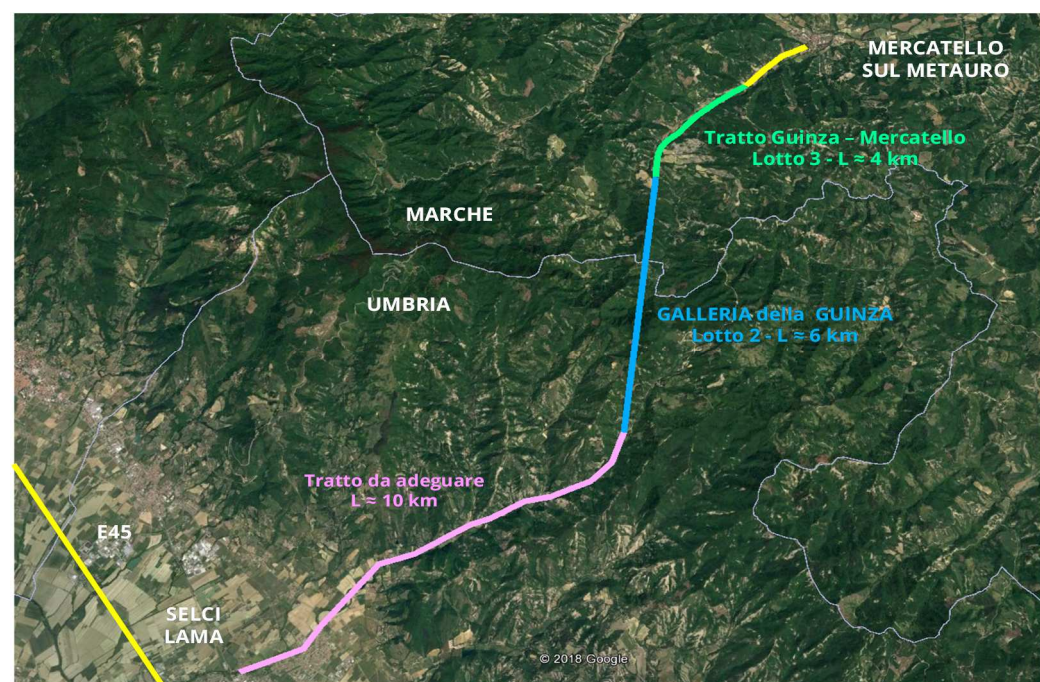 MERCATELLO
SUL METAURO
Tratto Guinza – Mercatello
Lotto 3 - L ≈ 4 km
MARCHE
UMBRIA
GALLERIA della GUINZA
Lotto 2 - L ≈ 6 km
Tratto da adeguare
L ≈ 10 km
E45
SELCI
LAMA
© 2018 Google